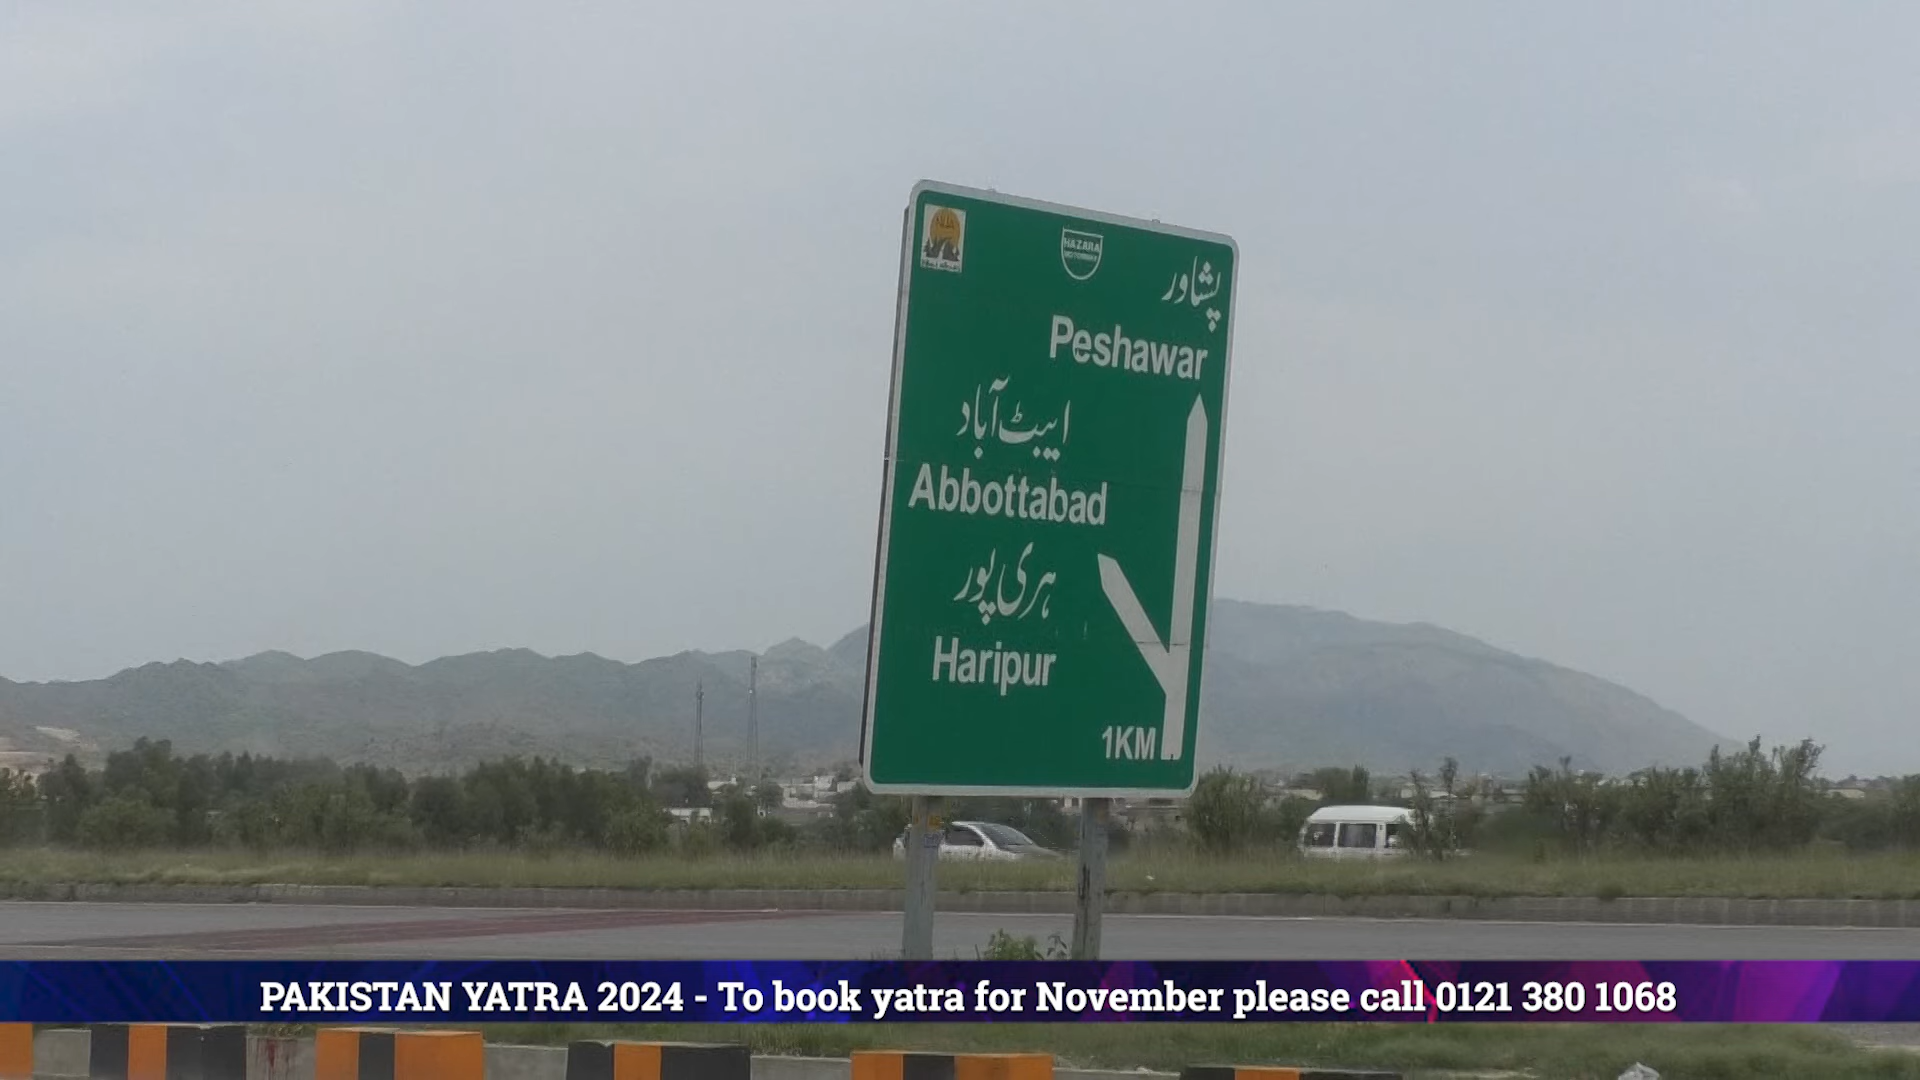 HAZARA
MOTORWAY
پشاور
Peshawar
ایبٹ آباد
Abbottabad
ہری پور
Haripur
1KM
PAKISTAN YATRA 2024 - To book yatra for November please call 0121 380 1068